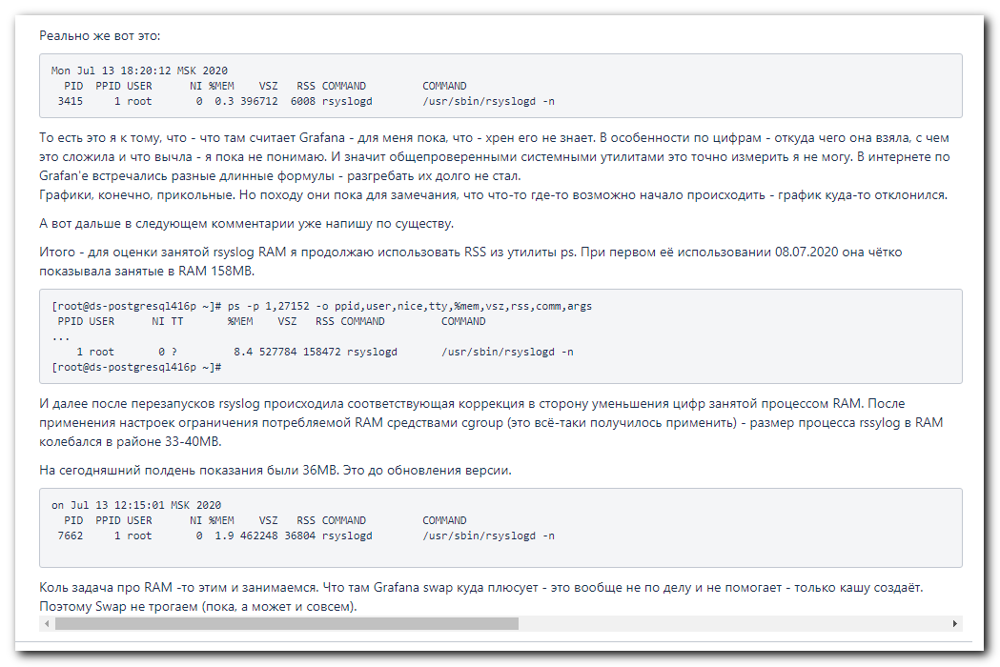 Реально же вот это:
Mon Jul 13 18:20:12 MSK 2020
PID PPID USER NI %MEM VSZ RSS COMMAND COMMAND
3415 1 root 0 0.3 396712 6008 rsyslogd /usr/sbin/rsyslogd -n
То есть это я к тому, что - что там считает Grafana - для меня пока, что - хрен его не знает. В особенности по цифрам - откуда чего она взяла, с чем
это сложила и что вычла - я пока не понимаю. И значит общепроверенными системными утилитами это точно измерить я не могу. В интернете по
Grafan'е встречались разные длинные формулы - разгребать их долго не стал.
Графики, конечно, прикольные. Но походу они пока для замечания, что что-то где-то возможно начало происходить - график куда-то отклонился.
А вот дальше в следующем комментарии уже напишу по существу.
Итого - для оценки занятой rsyslog RAM я продолжаю использовать RSS из утилиты ps. При первом её использовании 08.07.2020 она чётко
показывала занятые в RAM 158MB.
[root@ds-postgresql416p ~]# ps -p 1,27152 -o ppid,user,nice,tty,%mem,vsz,rss,comm,args
PPID USER NI TT %MEM VSZ RSS COMMAND COMMAND
...
1 root 0 ? 8.4 527784 158472 rsyslogd /usr/sbin/rsyslogd -n
[root@ds-postgresql416p ~]#
И далее после перезапусков rsyslog происходила соответствующая коррекция в сторону уменьшения цифр занятой процессом RAM. После
применения настроек ограничения потребляемой RAM средствами cgroup (это всё-таки получилось применить) - размер процесса rssylog в RAM
колебался в районе 33-40MB.
На сегодняшний полдень показания были 36MB. Это до обновления версии.
on Jul 13 12:15:01 MSK 2020
PID PPID USER NI %MEM VSZ RSS COMMAND COMMAND
7662 1 root 0 1.9 462248 36804 rsyslogd /usr/sbin/rsyslogd -n
Коль задача про RAM -то этим и занимаемся. Что там Grafana swap куда плюсует - это вообще не по делу и не помогает - только кашу создаёт.
Поэтому Swap не трогаем (пока, а может и совсем).